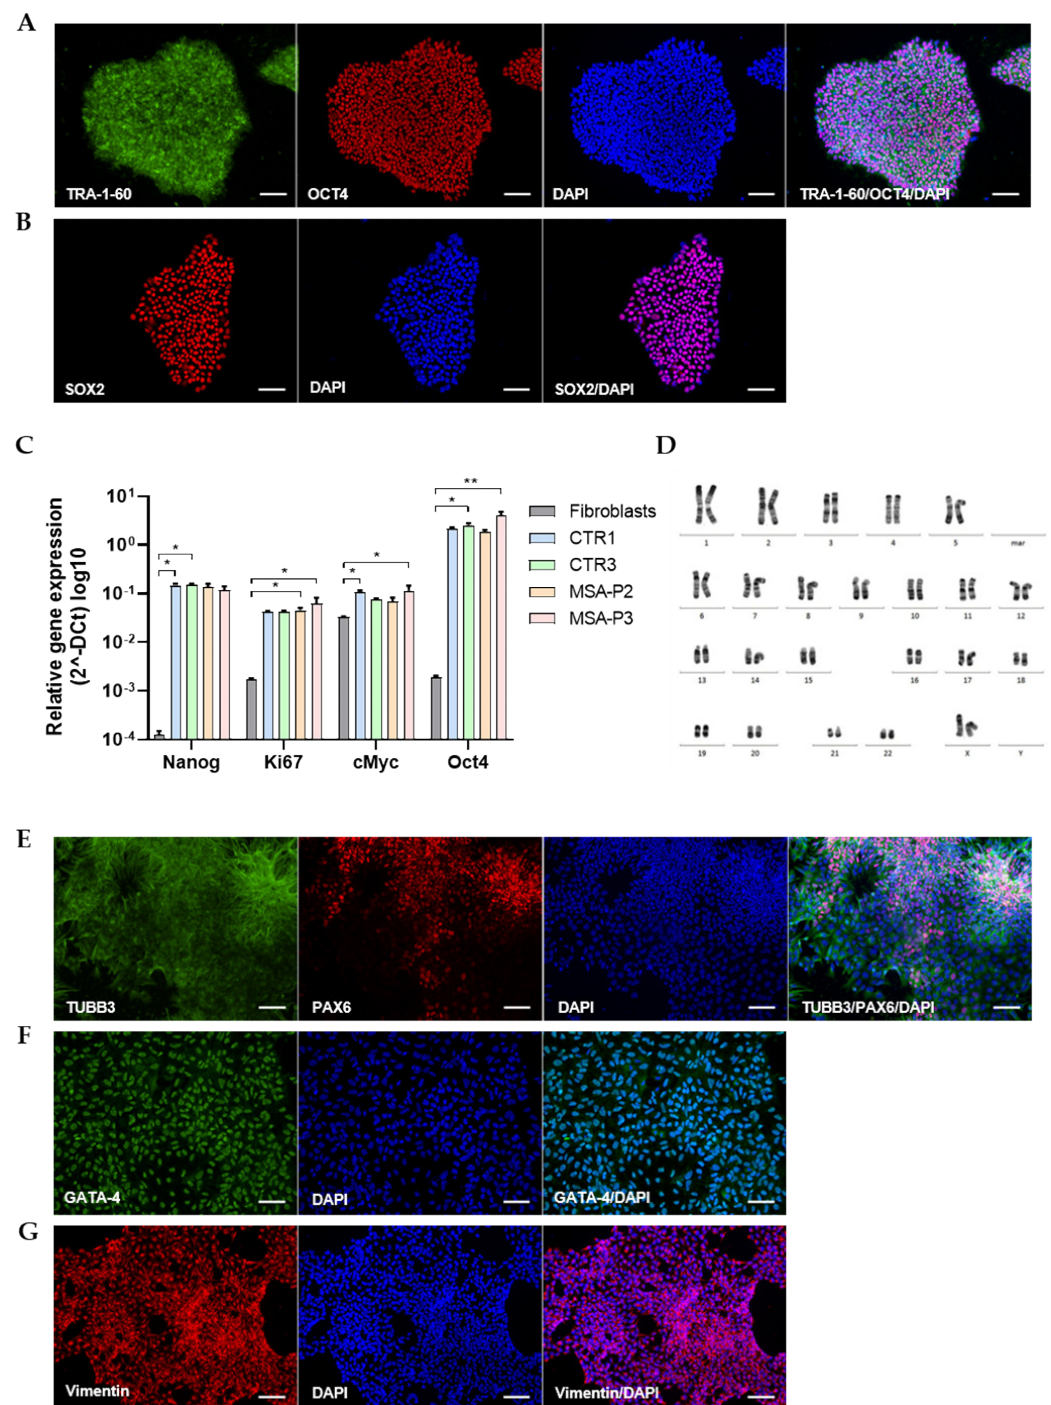 A
TRA-1-60
OCT4
DAPI
TRA-1-60/OCT4/DAPI
B
SOX2
DAPI
SOX2/DAPI
C
Relative gene expression
(2^-DCt) log10
10¹
10⁰
10⁻¹
10⁻²
10⁻³
10⁻⁴
* * * * * * * **
Nanog Ki67 cMyc Oct4
Fibroblasts
CTR1
CTR3
MSA-P2
MSA-P3
D
1 2 3 4 5 mar
6 7 8 9 10 11 12
13 14 15 16 17 18
19 20 21 22 X Y
E
TUBB3
PAX6
DAPI
TUBB3/PAX6/DAPI
F
GATA-4
DAPI
GATA-4/DAPI
G
Vimentin
DAPI
Vimentin/DAPI